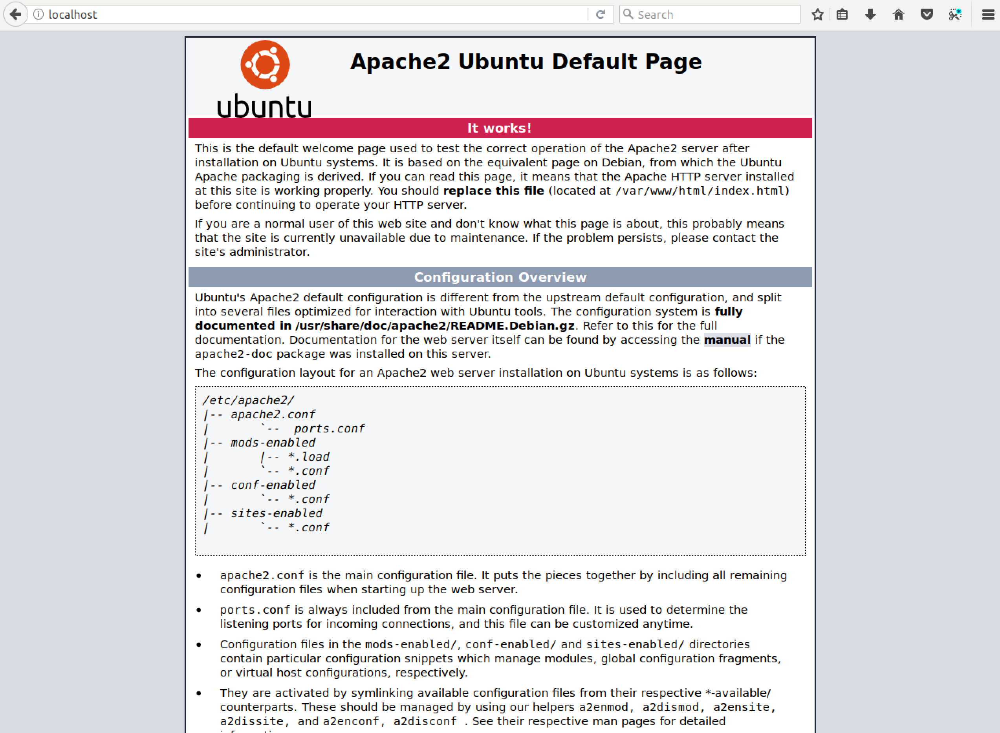 localhost
Search
Apache2 Ubuntu Default Page
ubuntu
It works!
This is the default welcome page used to test the correct operation of the Apache2 server after
installation on Ubuntu systems. It is based on the equivalent page on Debian, from which the Ubuntu
Apache packaging is derived. If you can read this page, it means that the Apache HTTP server installed
at this site is working properly. You should replace this file (located at /var/www/html/index.html)
before continuing to operate your HTTP server.
If you are a normal user of this web site and don't know what this page is about, this probably means
that the site is currently unavailable due to maintenance. If the problem persists, please contact the
site's administrator.
Configuration Overview
Ubuntu's Apache2 default configuration is different from the upstream default configuration, and split
into several files optimized for interaction with Ubuntu tools. The configuration system is fully
documented in /usr/share/doc/apache2/README.Debian.gz. Refer to this for the full
documentation. Documentation for the web server itself can be found by accessing the manual if the
apache2-doc package was installed on this server.
The configuration layout for an Apache2 web server installation on Ubuntu systems is as follows:
/etc/apache2/
|-- apache2.conf
|       `--  ports.conf
|-- mods-enabled
|       |-- *.load
|       `-- *.conf
|-- conf-enabled
|       `-- *.conf
|-- sites-enabled
|       `-- *.conf
• apache2.conf is the main configuration file. It puts the pieces together by including all remaining
configuration files when starting up the web server.
• ports.conf is always included from the main configuration file. It is used to determine the
listening ports for incoming connections, and this file can be customized anytime.
• Configuration files in the mods-enabled/, conf-enabled/ and sites-enabled/ directories
contain particular configuration snippets which manage modules, global configuration fragments,
or virtual host configurations, respectively.
• They are activated by symlinking available configuration files from their respective *-available/
counterparts. These should be managed by using our helpers a2enmod, a2dismod, a2ensite,
a2dissite, and a2enconf, a2disconf . See their respective man pages for detailed